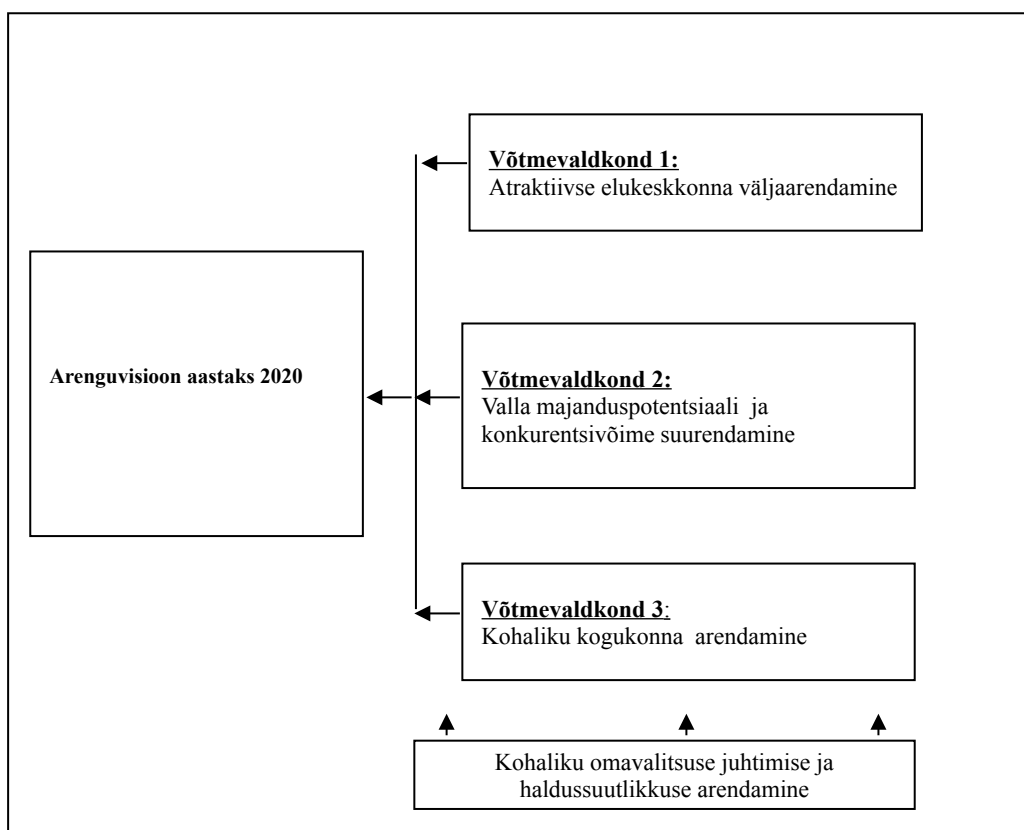 Võtmevaldkond 1:
Atraktiivse elukeskkonna väljaarendamine
Arenguvisioon aastaks 2020
Võtmevaldkond 2:
Valla majanduspotentsiaali ja
konkurentsivõime suurendamine
Võtmevaldkond 3:
Kohaliku kogukonna arendamine
Kohaliku omavalitsuse juhtimise ja
haldussuutlikkuse arendamine